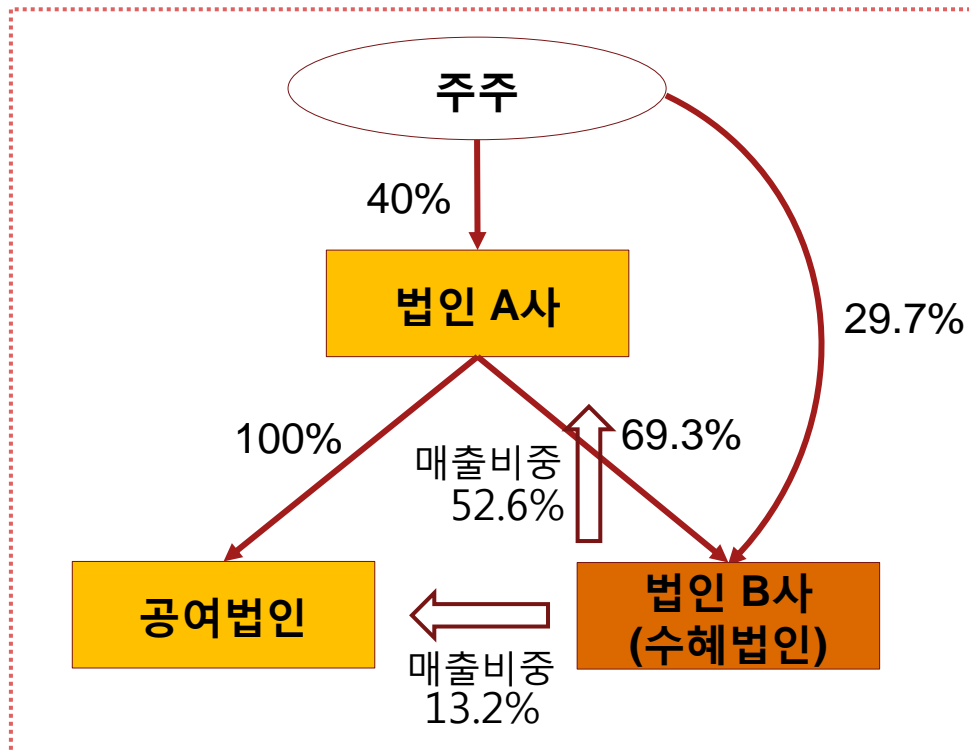 주주
40%
법인 A사
29.7%
100%
69.3%
매출비중
52.6%
공여법인
법인 B사
(수혜법인)
매출비중
13.2%